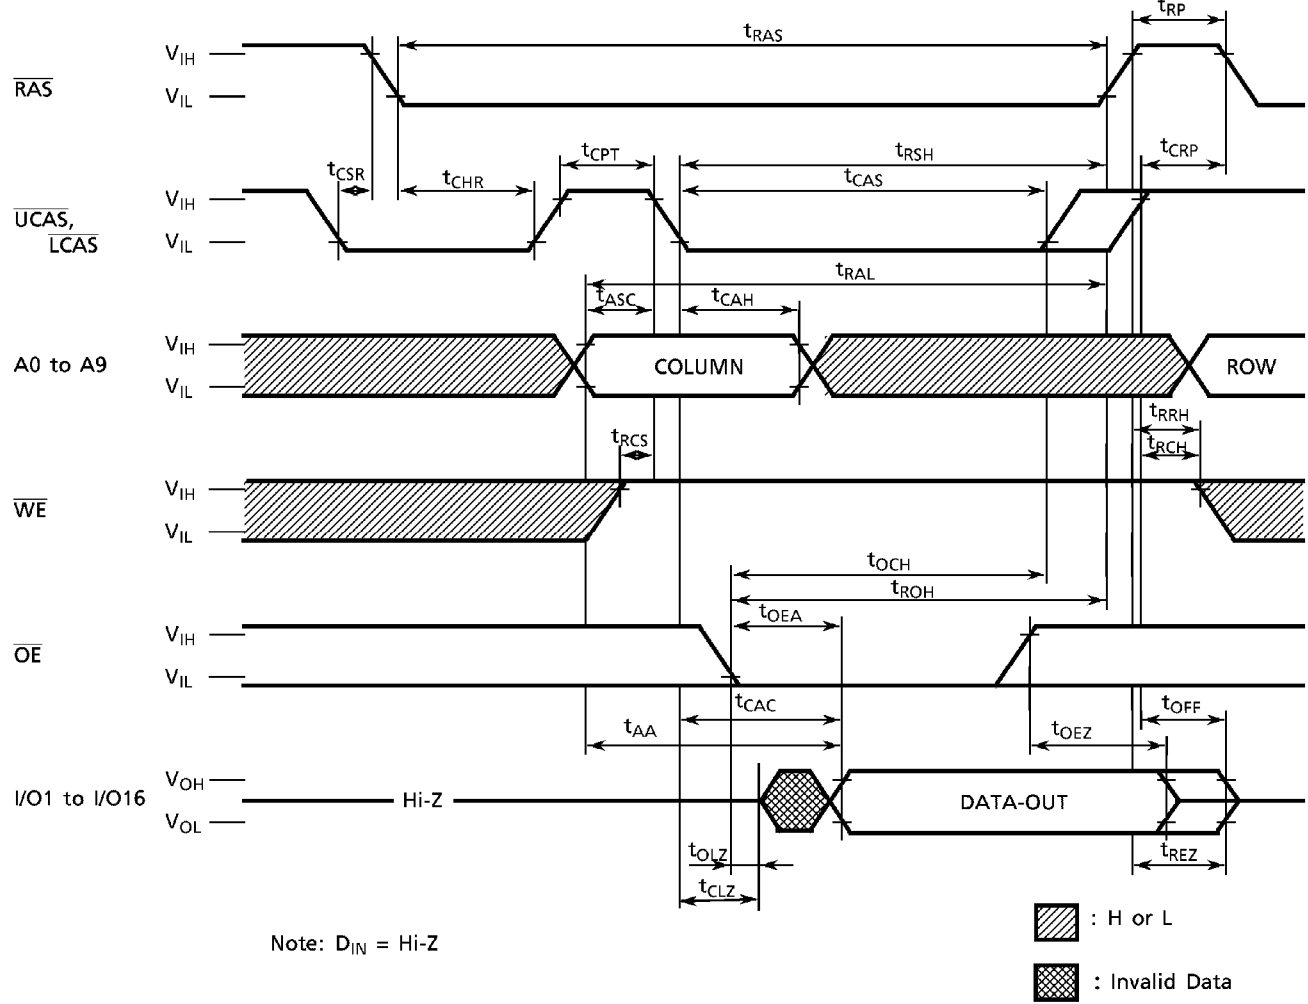 tRP
tRAS
VIH
RAS
VIL
tCPT
tRSH
tCRP
tCSR
tCHR
tCAS
VIH
UCAS,
LCAS
VIL
tRAL
tASC
tCAH
VIH
A0 to A9
COLUMN
ROW
VIL
tRRH
tRCS
tRCH
VIH
WE
VIL
tOCH
tROH
tOEA
VIH
OE
VIL
tCAC
tOFF
tAA
tOEZ
VOH
I/O1 to I/O16
Hi-Z
DATA-OUT
VOL
tOLZ
tREZ
tCLZ
: H or L
Note: DIN = Hi-Z
: Invalid Data